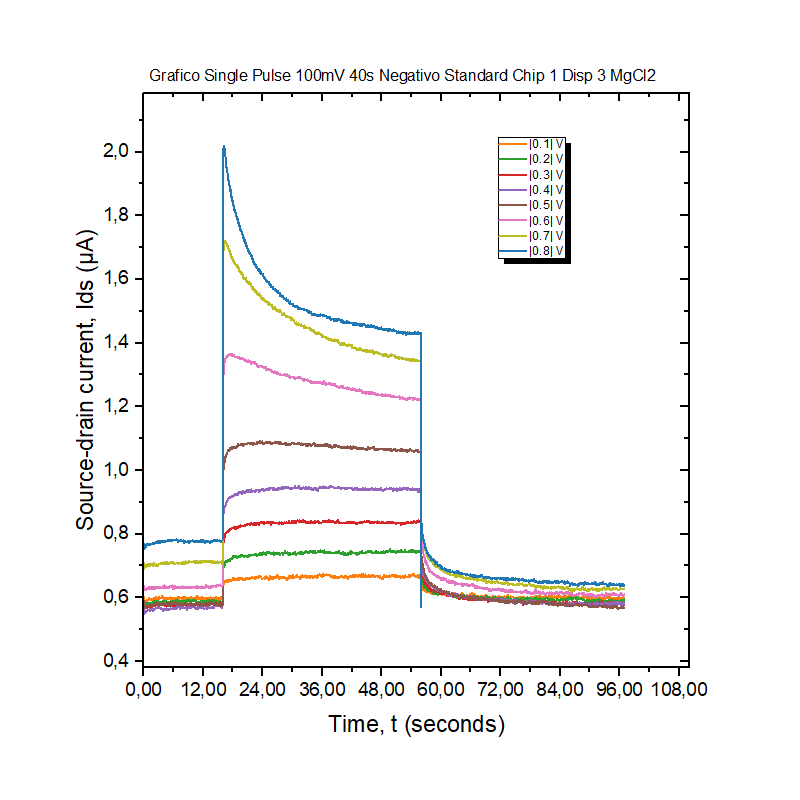 Grafico Single Pulse 100mV 40s Negativo Standard Chip 1 Disp 3 MgCl2
|0.1| V
|0.2| V
|0.3| V
|0.4| V
|0.5| V
|0.6| V
|0.7| V
|0.8| V
Source-drain current, Ids (µA)
2,0
1,8
1,6
1,4
1,2
1,0
0,8
0,6
0,4
0,00 12,00 24,00 36,00 48,00 60,00 72,00 84,00 96,00 108,00
Time, t (seconds)